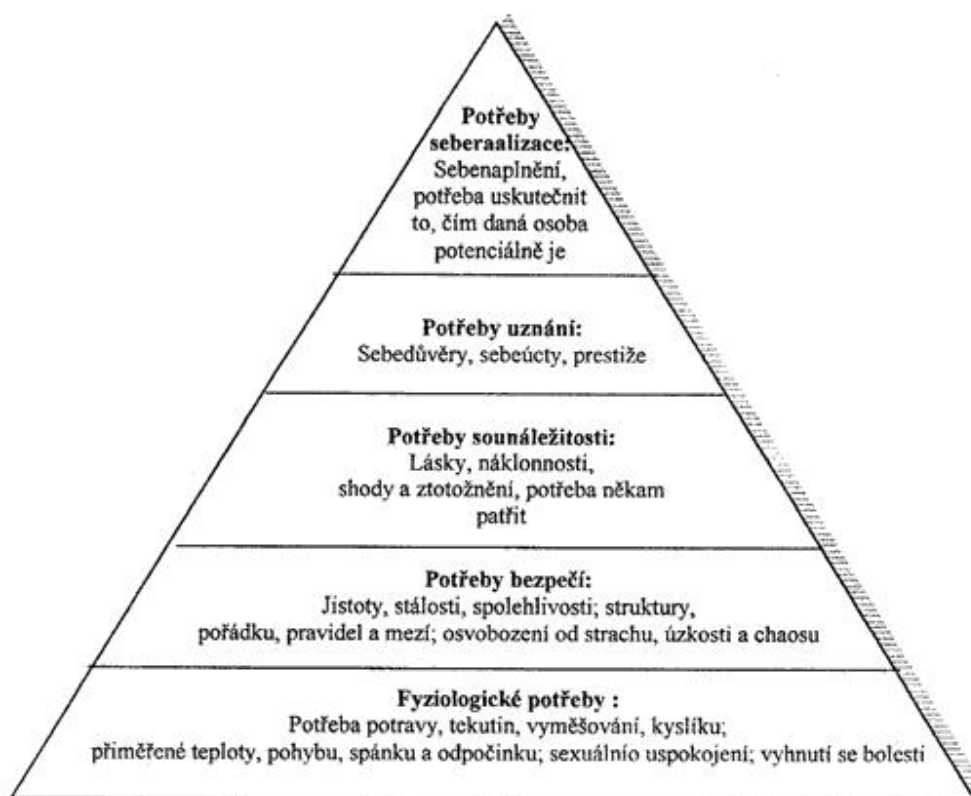 Potřeby
seberaalizace:
Sebenaplnění,
potřeba uskutečnit
to, čím daná osoba
potenciálně je
Potřeby uznání:
Sebedůvěry, sebeúcty, prestiže
Potřeby sounáležitosti:
Lásky, náklonnosti,
shody a ztotožnění, potřeba někam
patřit
Potřeby bezpečí:
Jistoty, stálosti, spolehlivosti; struktury,
pořádku, pravidel a mezí; osvobození od strachu, úzkosti a chaosu
Fyziologické potřeby :
Potřeba potravy, tekutin, vyměšování, kyslíku;
přiměřené teploty, pohybu, spánku a odpočinku; sexuálnío uspokojení; vyhnutí se bolesti